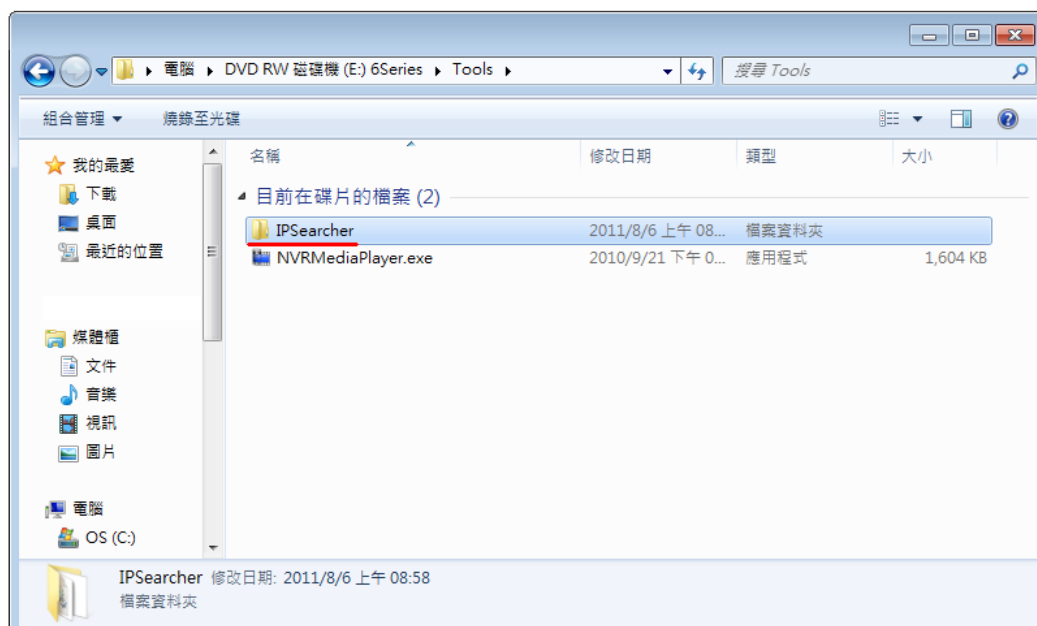 電腦 DVD RW 磁碟機 (E:) 6Series Tools 搜尋 Tools
組合管理 燒錄至光碟
我的最愛
下載
桌面
最近的位置
媒體櫃
文件
音樂
視訊
圖片
電腦
OS (C:)
名稱 修改日期 類型 大小
目前在碟片的檔案 (2)
IPSearcher 2011/8/6 上午 08... 檔案資料夾
NVRMediaPlayer.exe 2010/9/21 下午 0... 應用程式 1,604 KB
IPSearcher 修改日期: 2011/8/6 上午 08:58
檔案資料夾